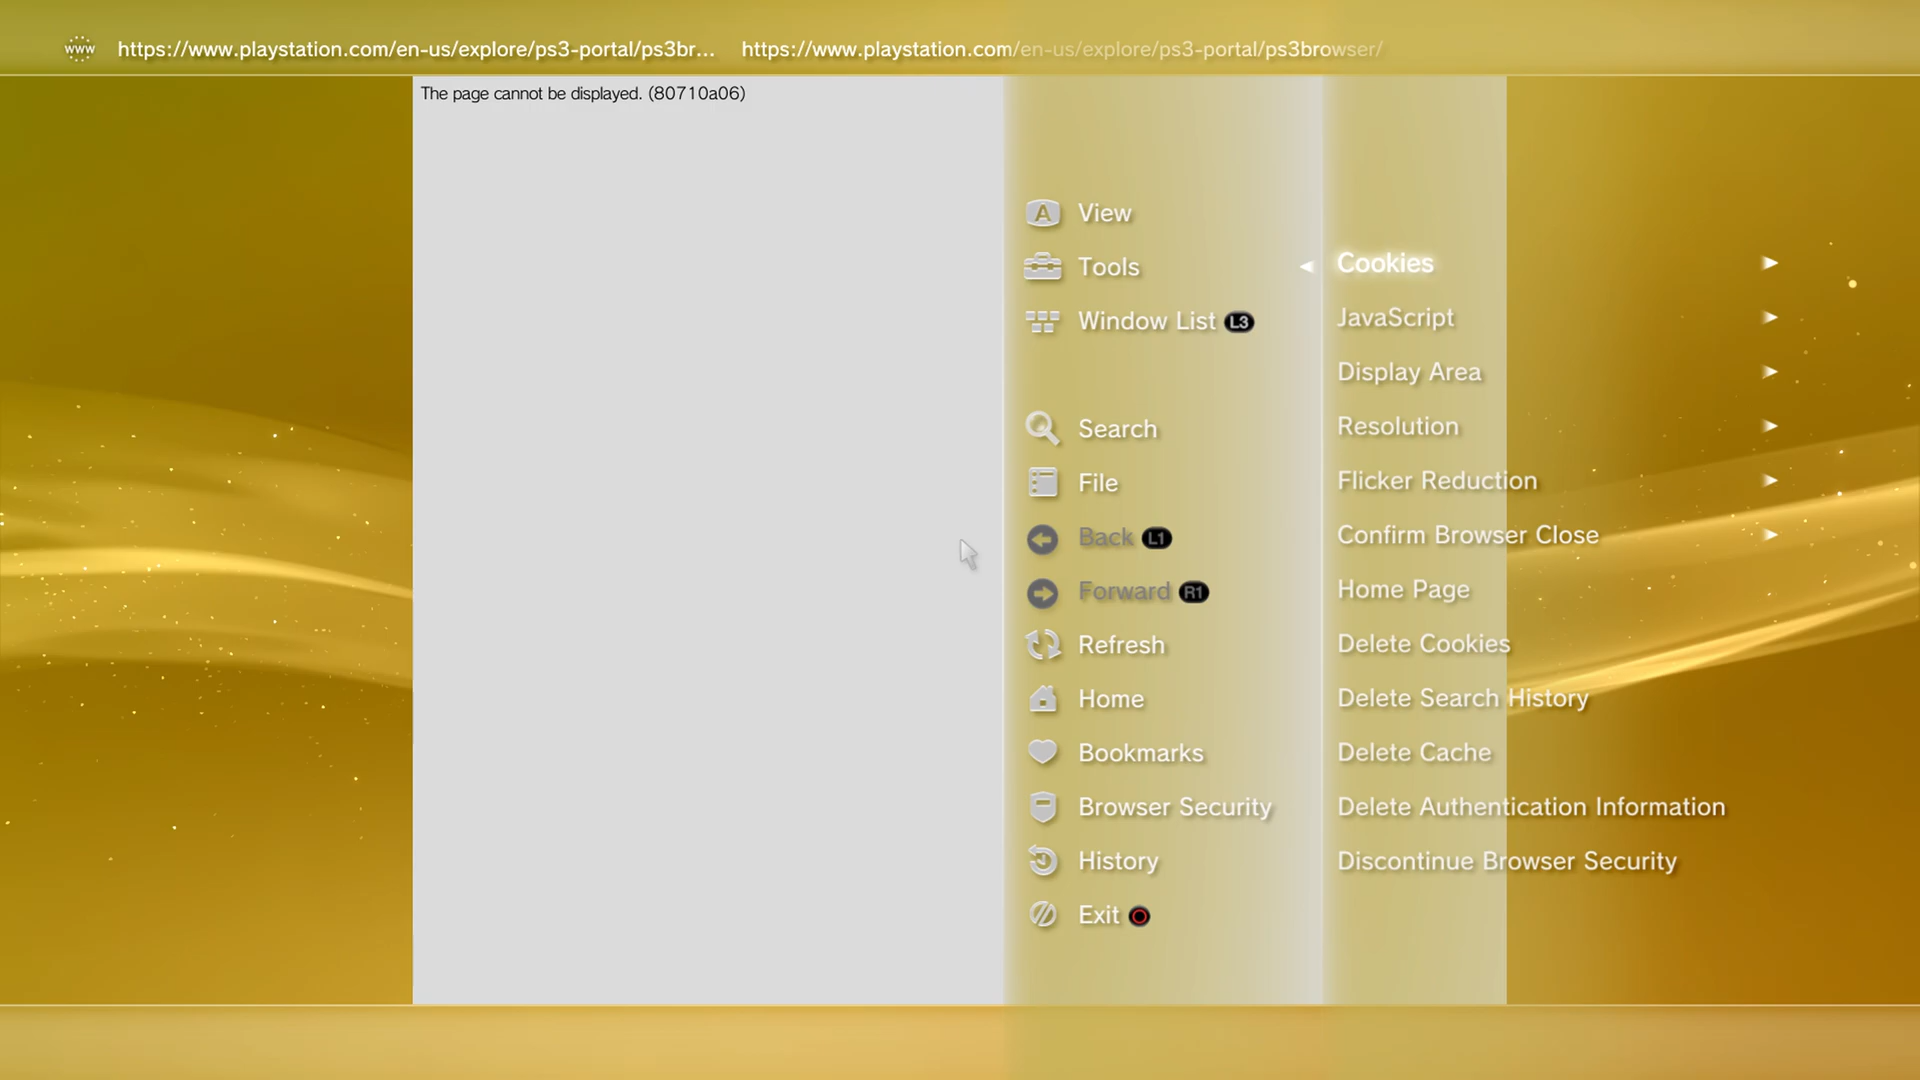 www https://www.playstation.com/en-us/explore/ps3-portal/ps3br... https://www.playstation.com/en-us/explore/ps3-portal/ps3browser/
The page cannot be displayed. (80710a06)
A View
Tools
Window List L3
Search
File
Back L1
Forward R1
Refresh
Home
Bookmarks
Browser Security
History
Exit
Cookies
JavaScript
Display Area
Resolution
Flicker Reduction
Confirm Browser Close
Home Page
Delete Cookies
Delete Search History
Delete Cache
Delete Authentication Information
Discontinue Browser Security